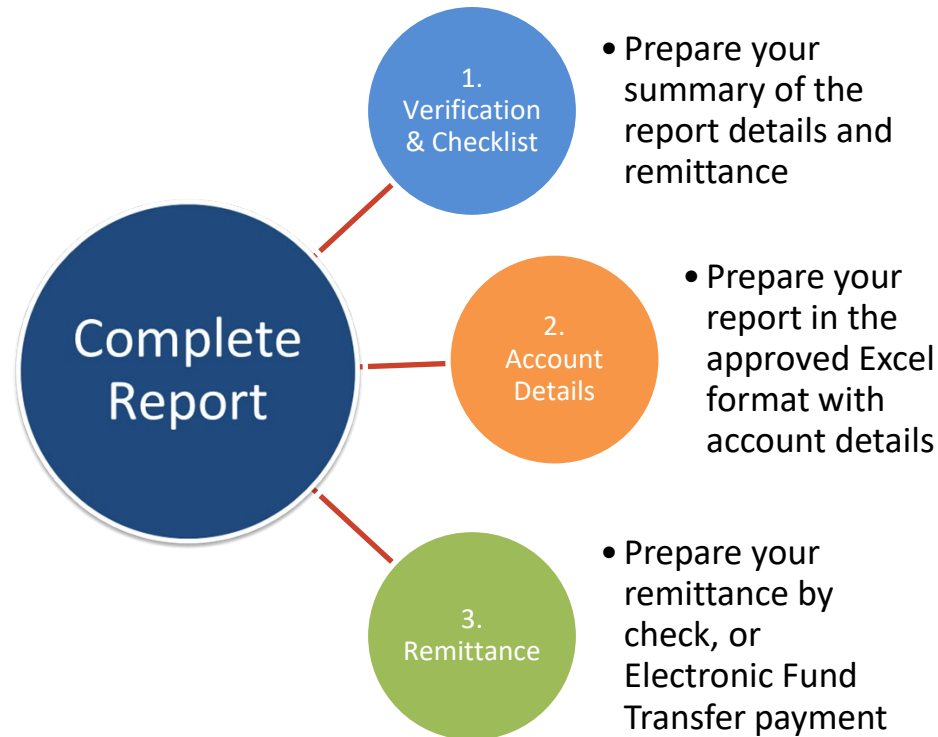 Complete
Report
1.
Verification
& Checklist
• Prepare your
summary of the
report details and
remittance
2.
Account
Details
• Prepare your
report in the
approved Excel
format with
account details
3.
Remittance
• Prepare your
remittance by
check, or
Electronic Fund
Transfer payment